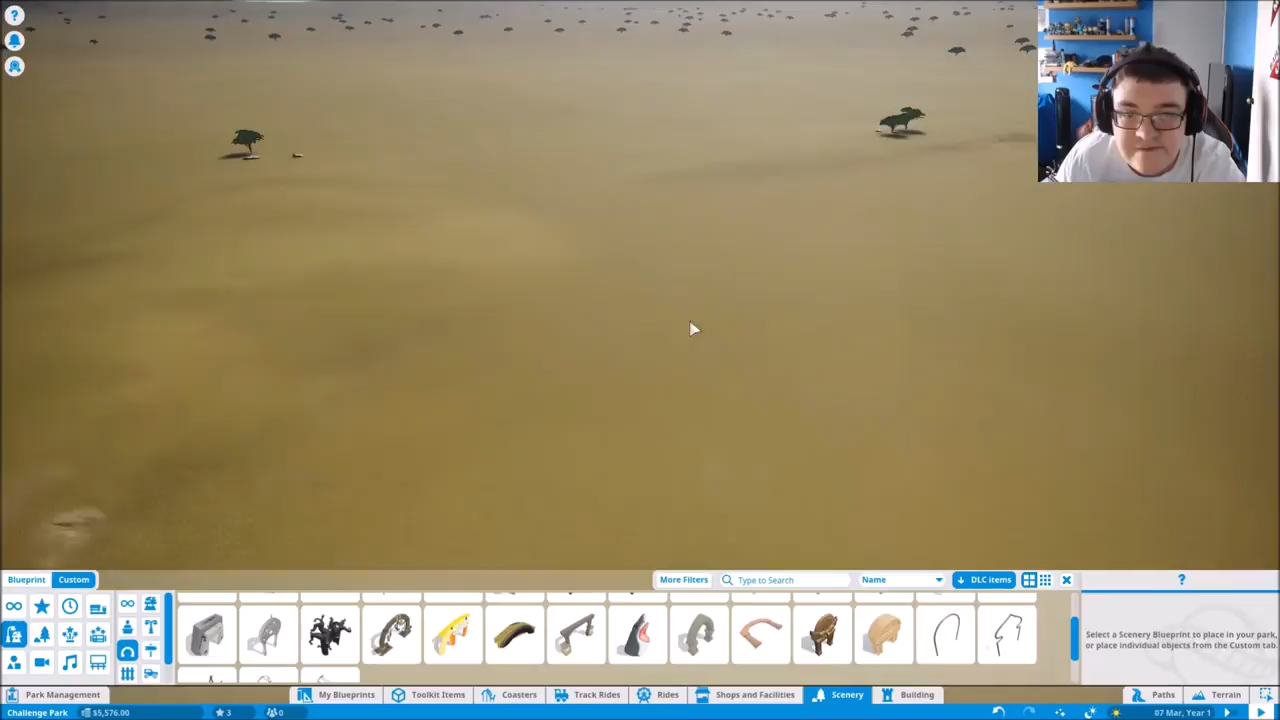 ?
Blueprint
Custom
More Filters
Type to Search
Name
DLC items
?
Select a Scenery Blueprint to place in your park,
or place individual objects from the Custom tab.
Park Management
My Blueprints
Toolkit Items
Coasters
Track Rides
Rides
Shops and Facilities
Scenery
Building
Paths
Terrain
Challenge Park
$5,576.00
3
0
07 Mar, Year 1